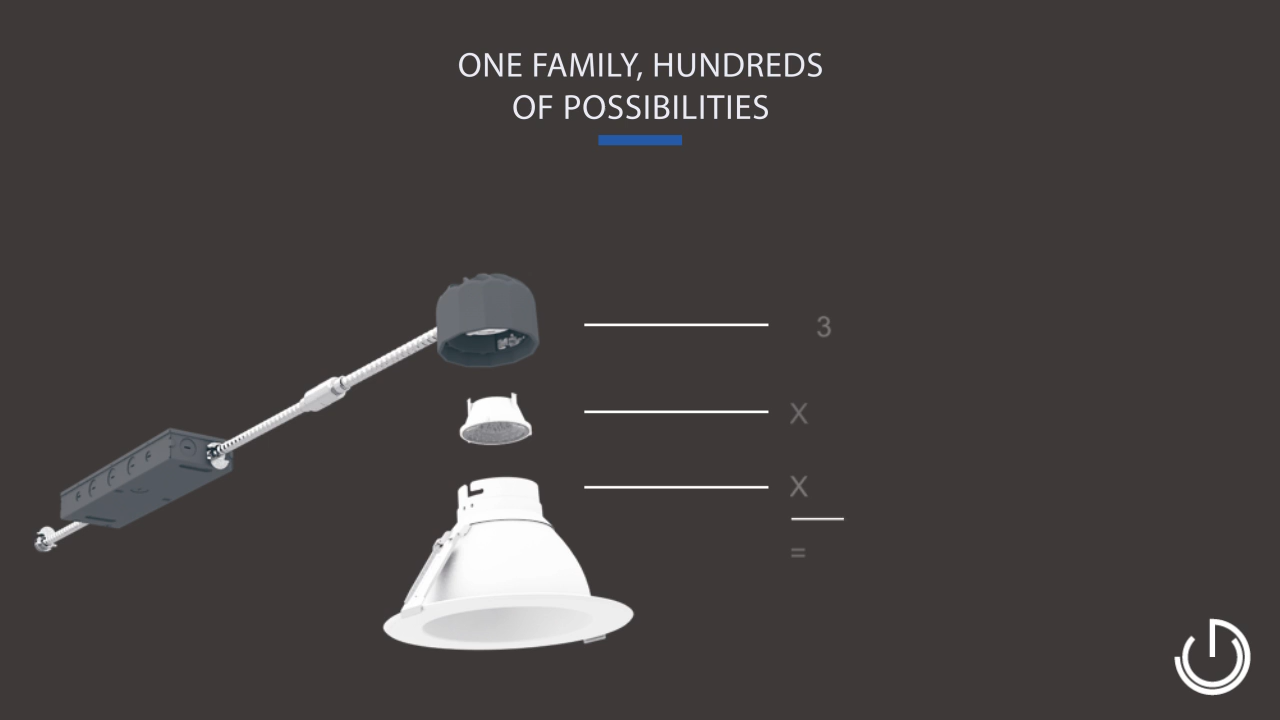 ONE FAMILY, HUNDREDS
OF POSSIBILITIES
3
X
X
=